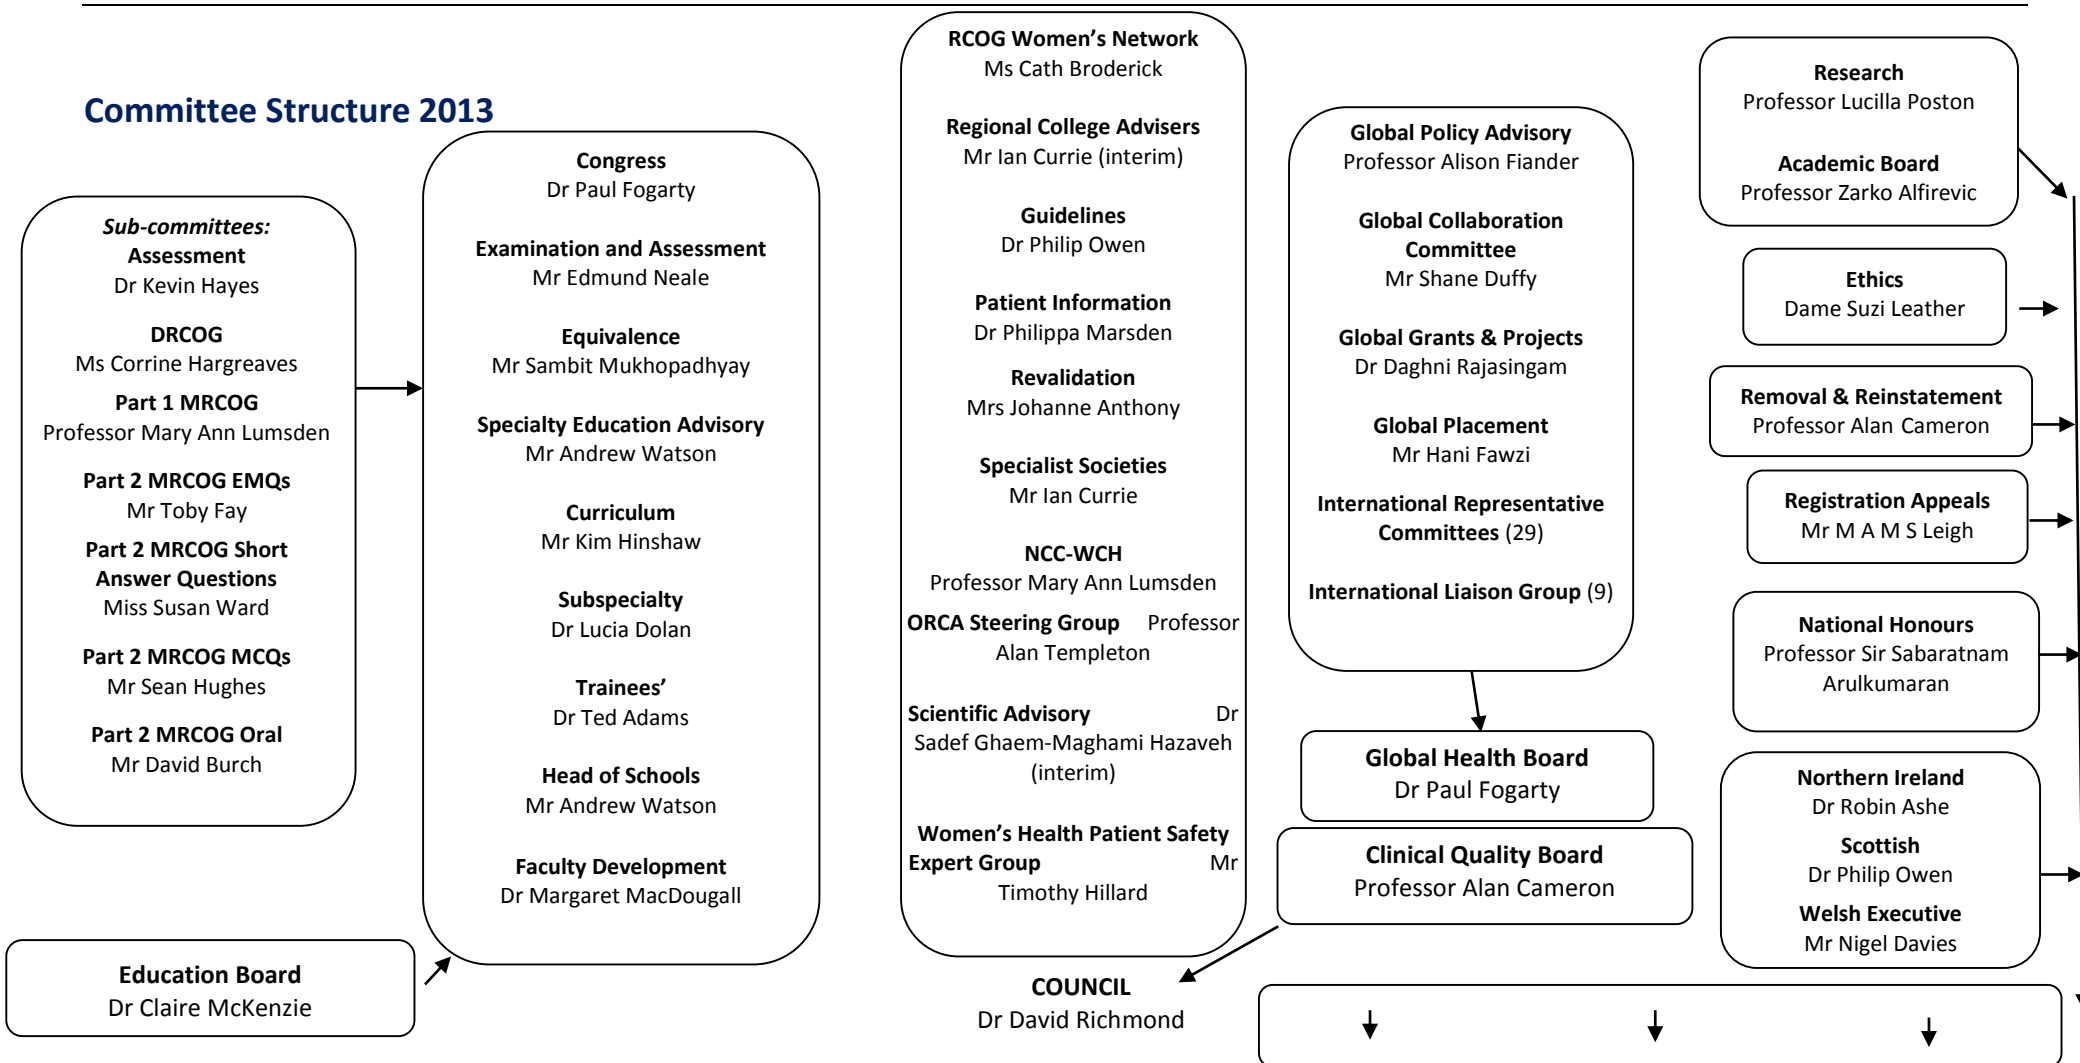 Committee Structure 2013
Sub-committees:
Assessment
Dr Kevin Hayes
DRCOG
Ms Corrine Hargreaves
Part 1 MRCOG
Professor Mary Ann Lumsden
Part 2 MRCOG EMQs
Mr Toby Fay
Part 2 MRCOG Short
Answer Questions
Miss Susan Ward
Part 2 MRCOG MCQs
Mr Sean Hughes
Part 2 MRCOG Oral
Mr David Burch
Education Board
Dr Claire McKenzie
Congress
Dr Paul Fogarty
Examination and Assessment
Mr Edmund Neale
Equivalence
Mr Sambit Mukhopadhyay
Specialty Education Advisory
Mr Andrew Watson
Curriculum
Mr Kim Hinshaw
Subspecialty
Dr Lucia Dolan
Trainees’
Dr Ted Adams
Head of Schools
Mr Andrew Watson
Faculty Development
Dr Margaret MacDougall
RCOG Women’s Network
Ms Cath Broderick
Regional College Advisers
Mr Ian Currie (interim)
Guidelines
Dr Philip Owen
Patient Information
Dr Philippa Marsden
Revalidation
Mrs Johanne Anthony
Specialist Societies
Mr Ian Currie
NCC-WCH
Professor Mary Ann Lumsden
ORCA Steering Group Professor
Alan Templeton
Scientific Advisory Dr
Sadef Ghaem-Maghami Hazaveh
(interim)
Women’s Health Patient Safety
Expert Group Mr
Timothy Hillard
COUNCIL
Dr David Richmond
Global Policy Advisory
Professor Alison Fiander
Global Collaboration
Committee
Mr Shane Duffy
Global Grants & Projects
Dr Daghni Rajasingam
Global Placement
Mr Hani Fawzi
International Representative
Committees (29)
International Liaison Group (9)
Global Health Board
Dr Paul Fogarty
Clinical Quality Board
Professor Alan Cameron
Research
Professor Lucilla Poston
Academic Board
Professor Zarko Alfirevic
Ethics
Dame Suzi Leather
Removal & Reinstatement
Professor Alan Cameron
Registration Appeals
Mr M A M S Leigh
National Honours
Professor Sir Sabaratnam
Arulkumaran
Northern Ireland
Dr Robin Ashe
Scottish
Dr Philip Owen
Welsh Executive
Mr Nigel Davies